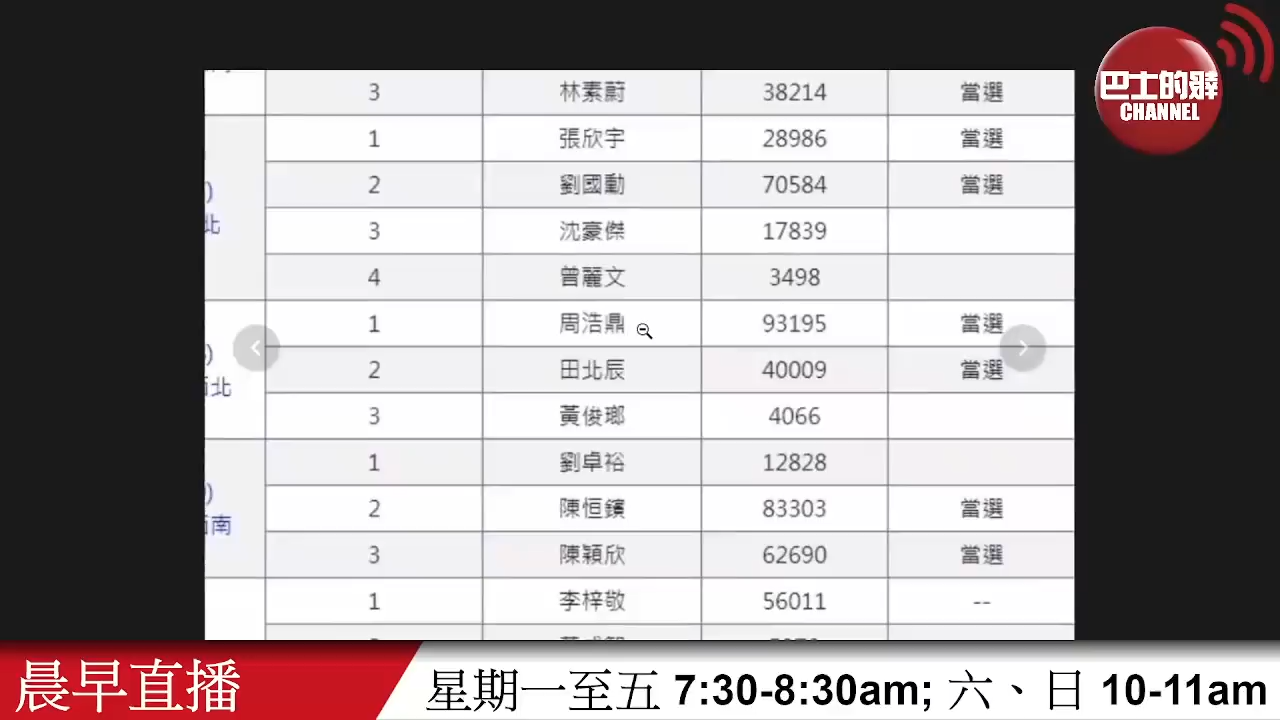 巴士的報
CHANNEL
3 林素蔚 38214 當選
1 張欣宇 28986 當選
2 劉國勳 70584 當選
3 沈豪傑 17839
4 曾麗文 3498
北
1 周浩鼎 93195 當選
2 田北辰 40009 當選
北
3 黃俊瑯 4066
1 劉卓裕 12828
2 陳恒鑌 83303 當選
南
3 陳穎欣 62690 當選
1 李梓敬 56011 --
晨早直播
星期一至五 7:30-8:30am; 六、日 10-11am